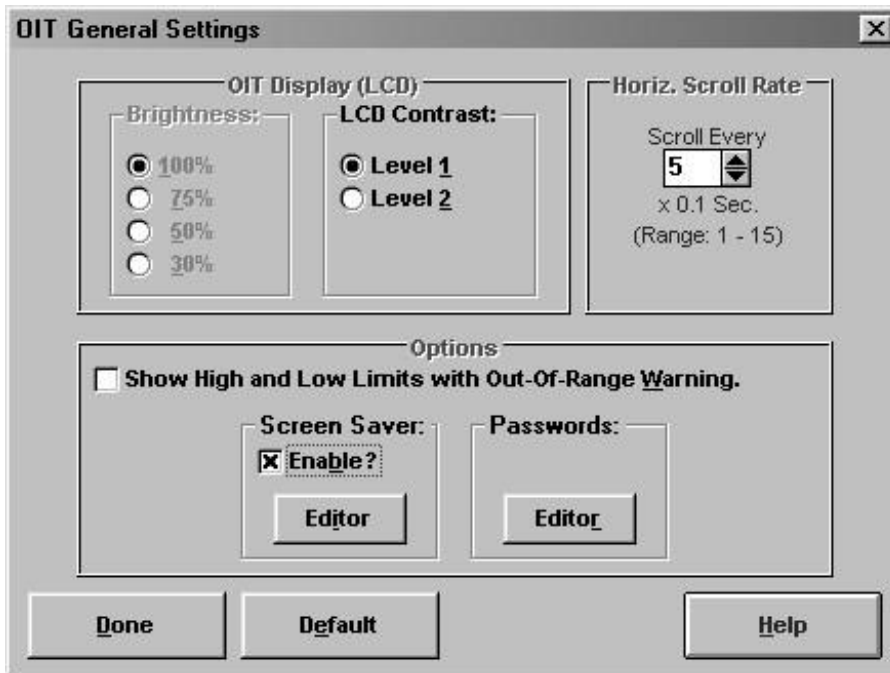 OIT General Settings
OIT Display (LCD)
Brightness:
100%
75%
50%
30%
LCD Contrast:
Level 1
Level 2
Horiz. Scroll Rate
Scroll Every
5
x 0.1 Sec.
(Range: 1 - 15)
Options
Show High and Low Limits with Out-Of-Range Warning.
Screen Saver:
Enable?
Editor
Passwords:
Editor
Done
Default
Help